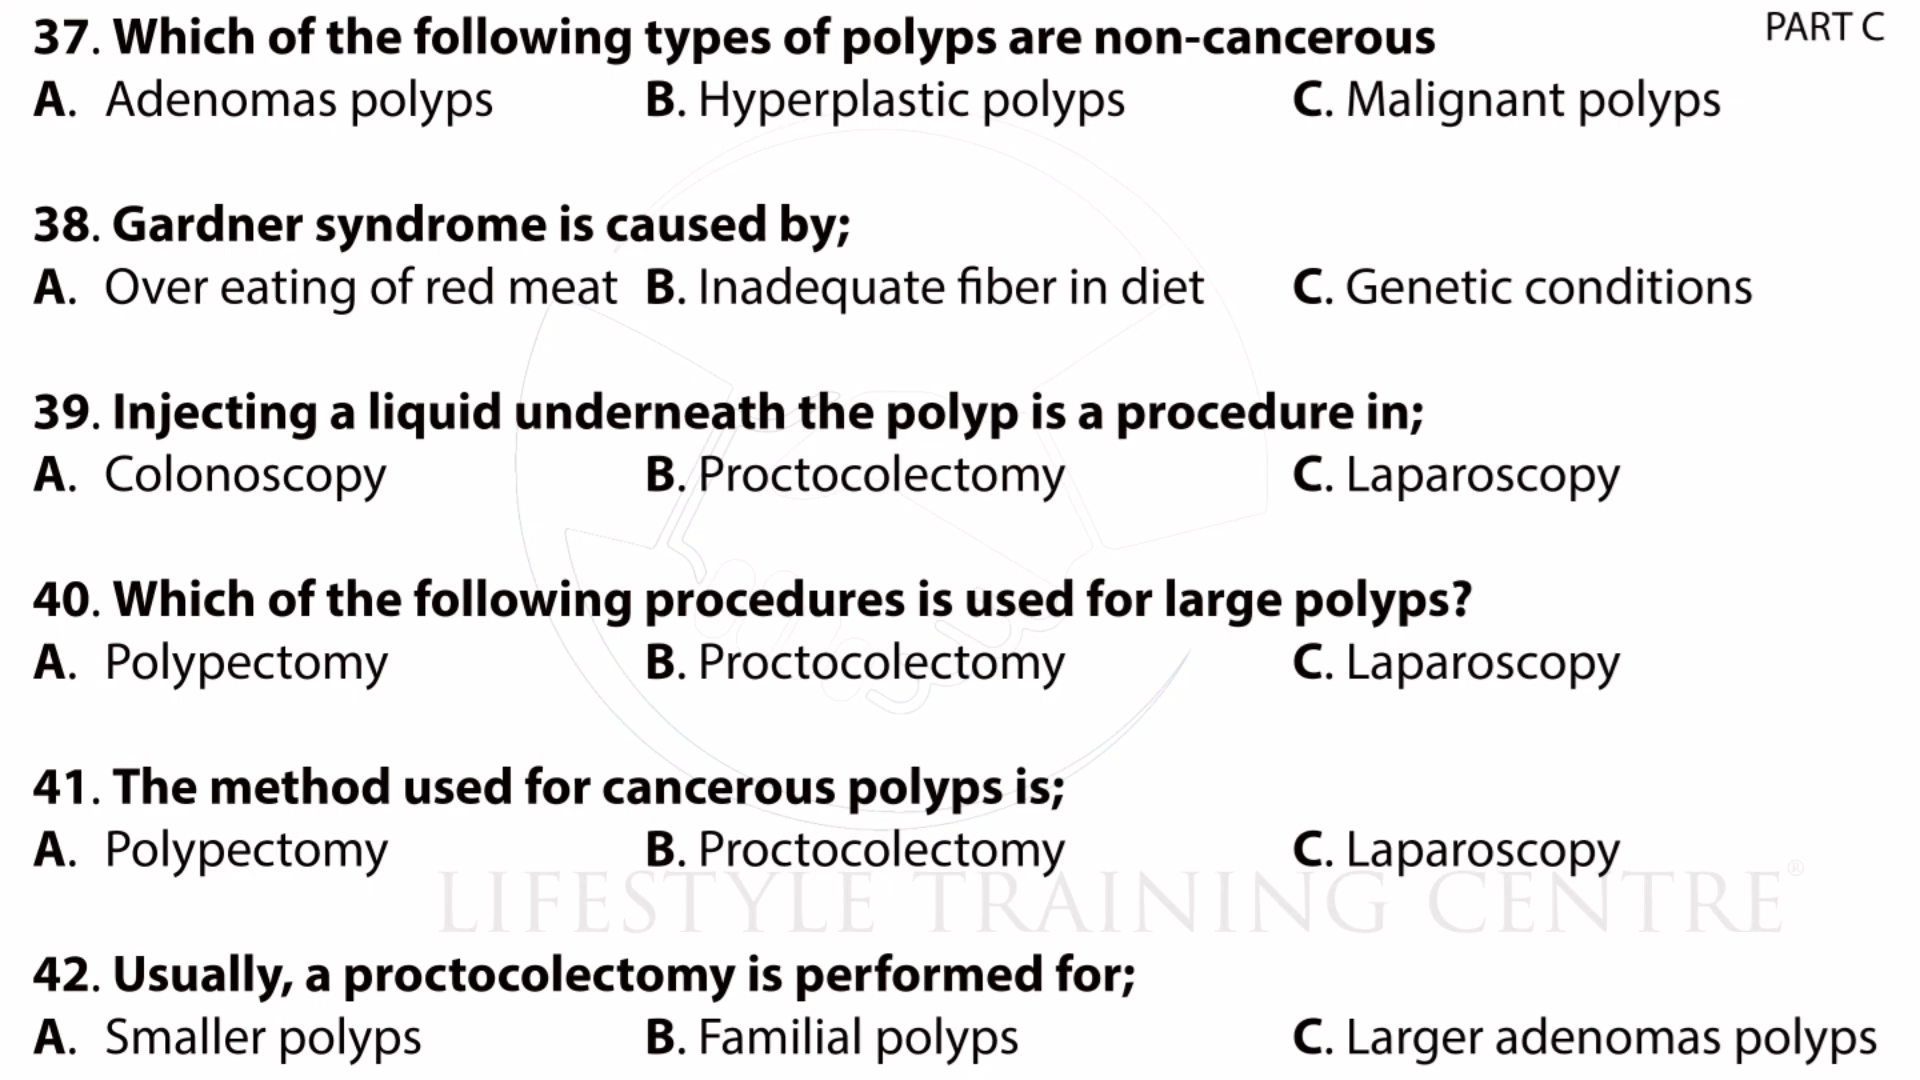 37. Which of the following types of polyps are non-cancerous PART C
A. Adenomas polyps B. Hyperplastic polyps C. Malignant polyps
38. Gardner syndrome is caused by;
A. Over eating of red meat B. Inadequate fiber in diet C. Genetic conditions
39. Injecting a liquid underneath the polyp is a procedure in;
A. Colonoscopy B. Proctocolectomy C. Laparoscopy
40. Which of the following procedures is used for large polyps?
A. Polypectomy B. Proctocolectomy C. Laparoscopy
41. The method used for cancerous polyps is;
A. Polypectomy B. Proctocolectomy C. Laparoscopy
LIFESTYLE TRAINING CENTRE®
42. Usually, a proctocolectomy is performed for;
A. Smaller polyps B. Familial polyps C. Larger adenomas polyps